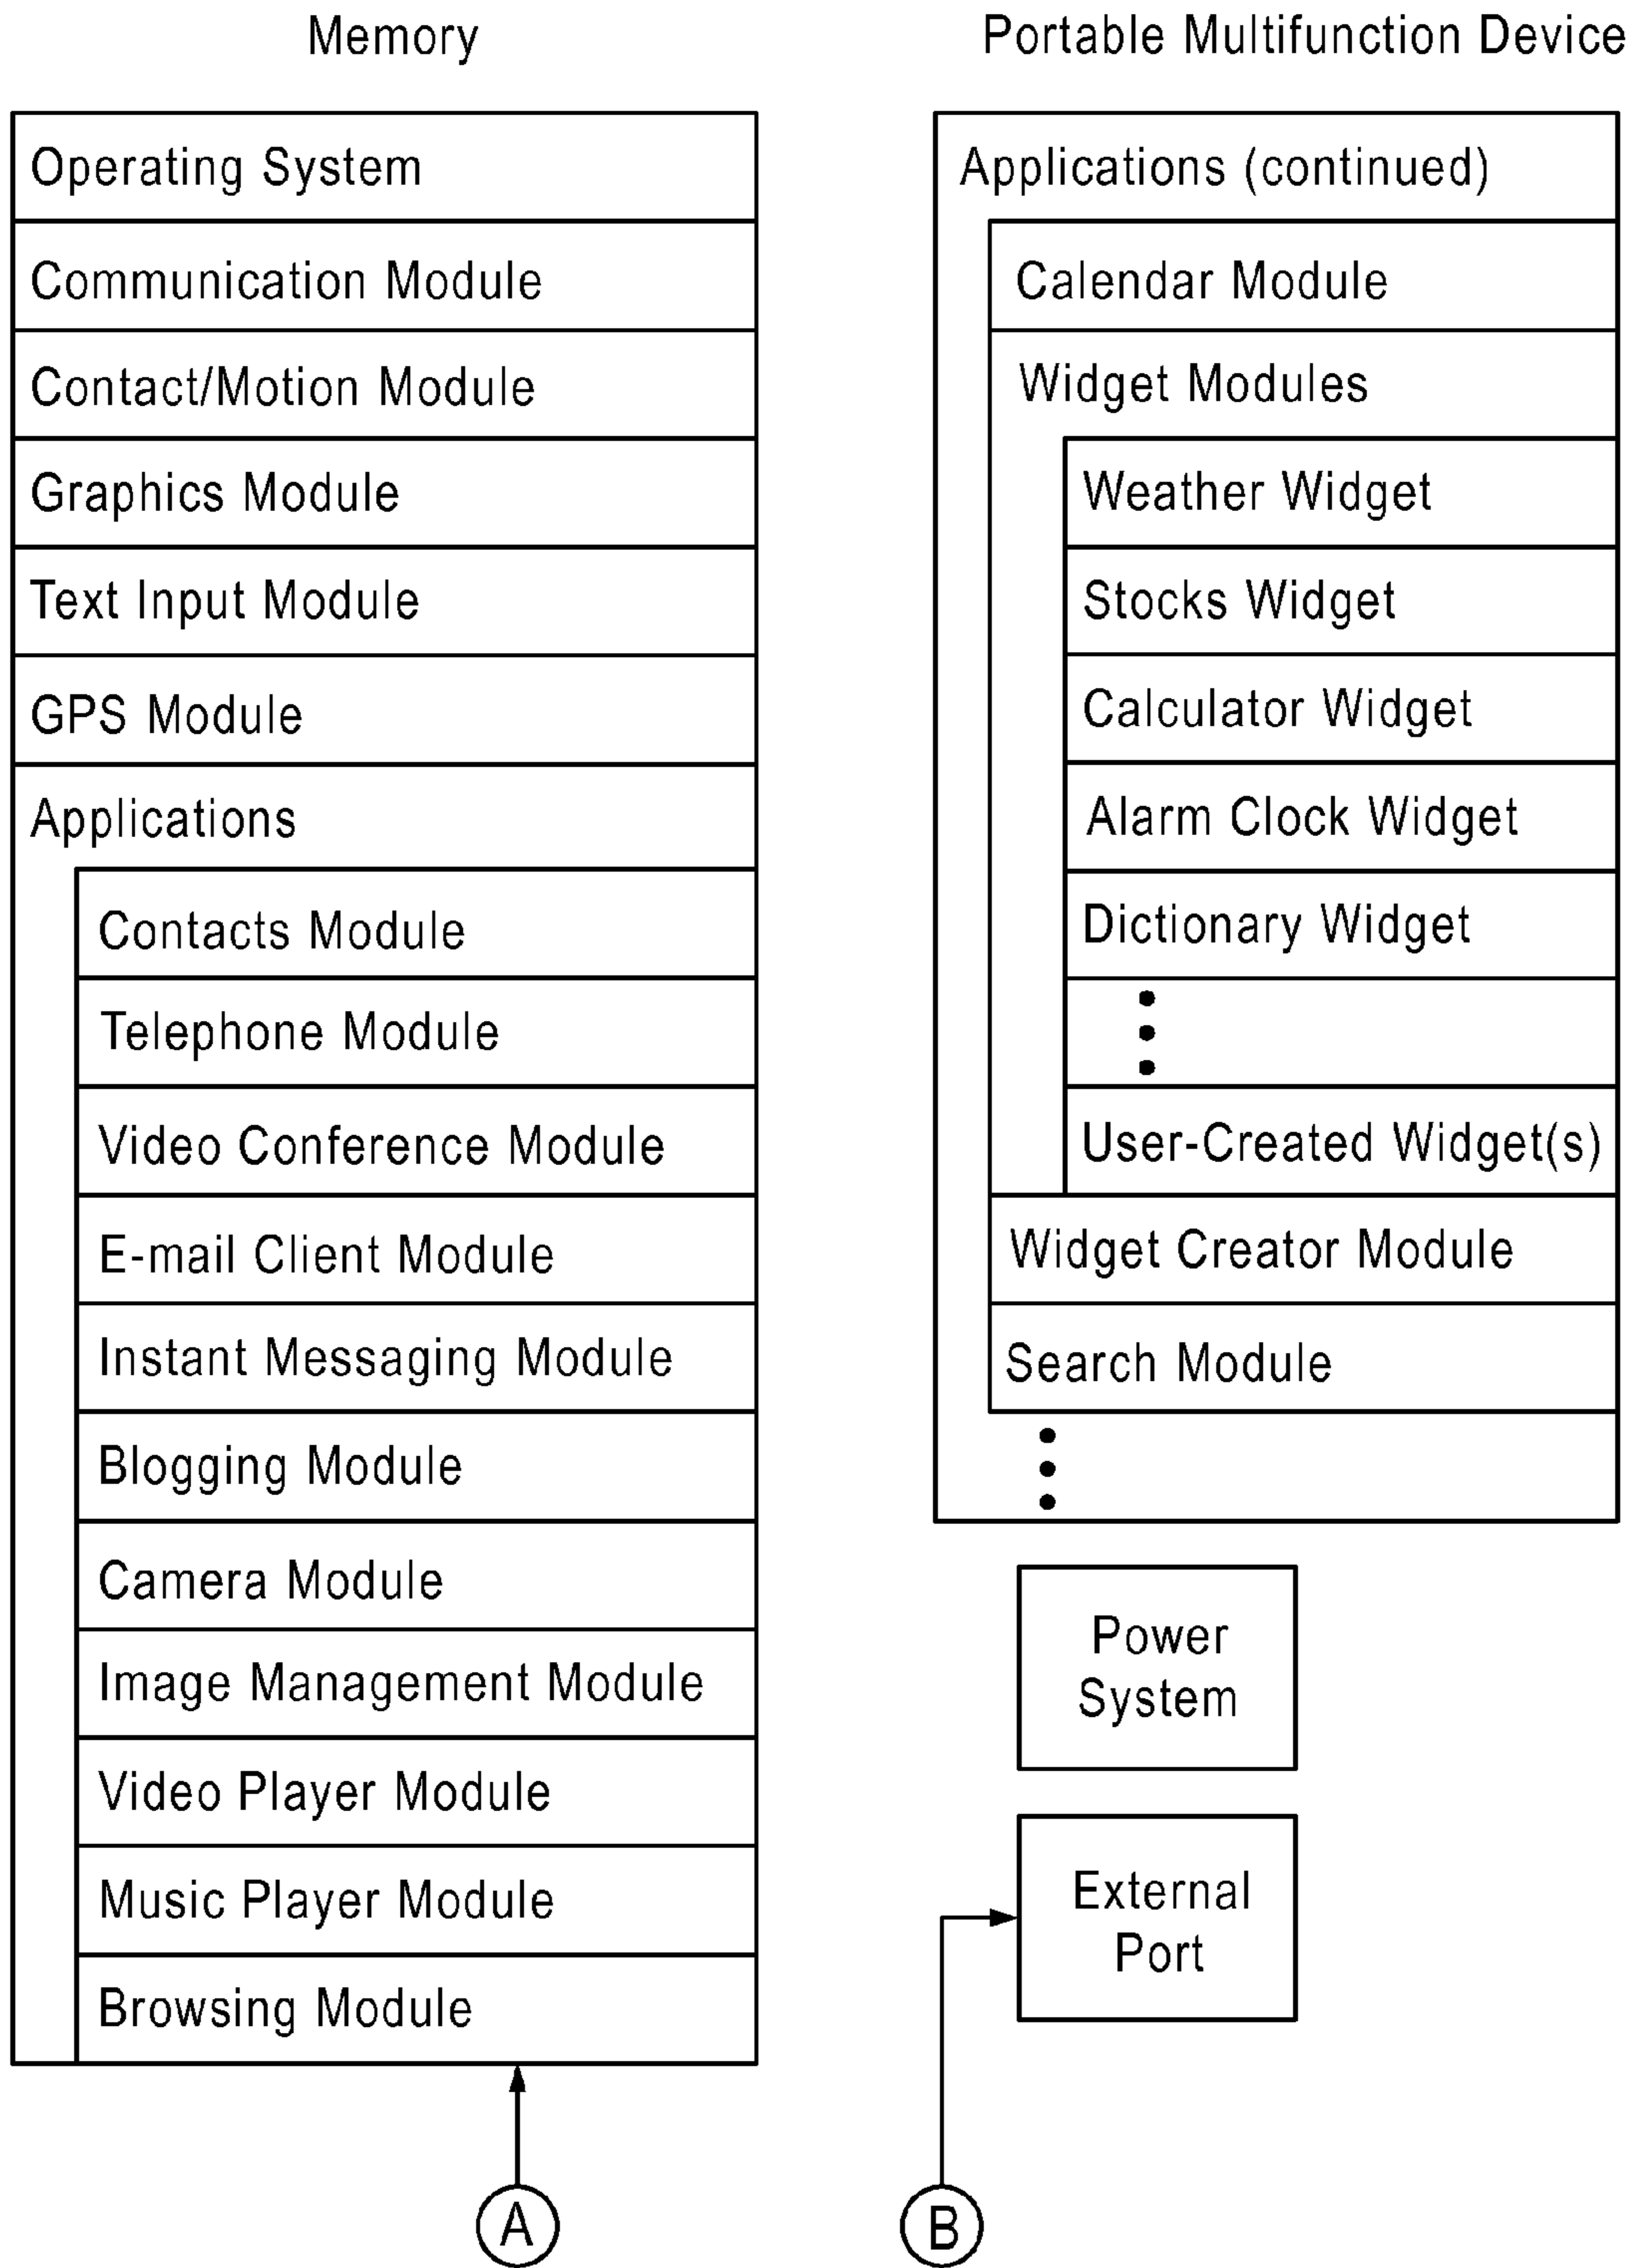 Memory
Operating System
Communication Module
Contact/Motion Module
Graphics Module
Text Input Module
GPS Module
Applications
Contacts Module
Telephone Module
Video Conference Module
E-mail Client Module
Instant Messaging Module
Blogging Module
Camera Module
Image Management Module
Video Player Module
Music Player Module
Browsing Module
A
Portable Multifunction Device
Applications (continued)
Calendar Module
Widget Modules
Weather Widget
Stocks Widget
Calculator Widget
Alarm Clock Widget
Dictionary Widget
User-Created Widget(s)
Widget Creator Module
Search Module
Power
System
External
Port
B